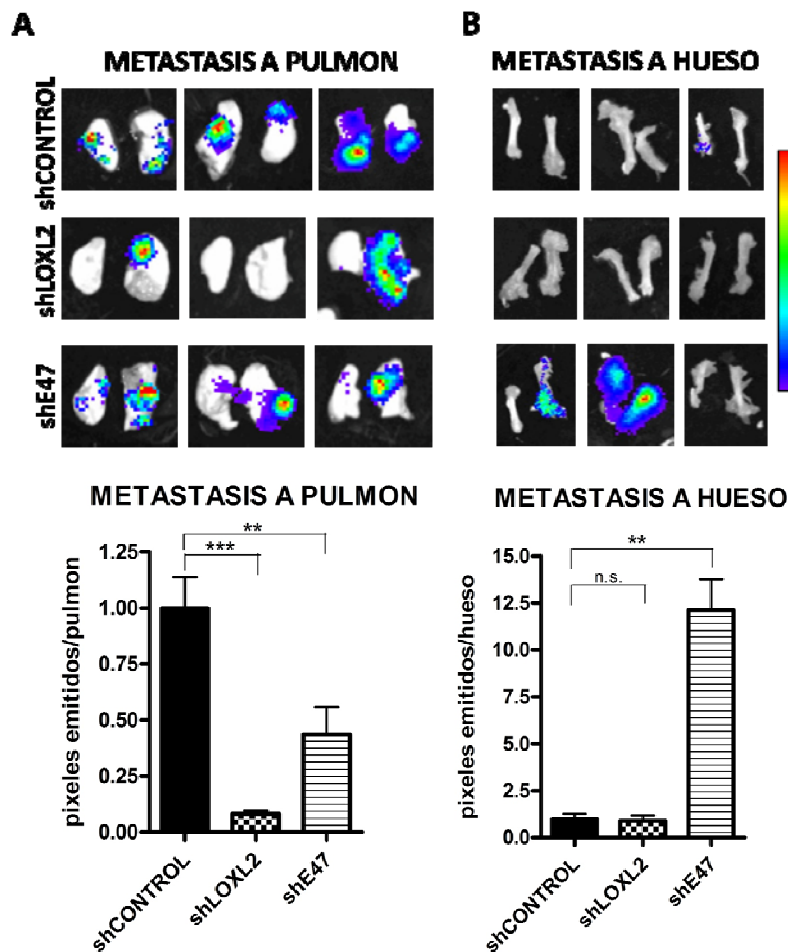 A
METASTASIS A PULMON
shCONTROL
shLOXL2
shE47
B
METASTASIS A HUESO
METASTASIS A PULMON
pixeles emitidos/pulmon
1.25
1.00
0.75
0.50
0.25
0.00
**
***
shCONTROL
shLOXL2
shE47
METASTASIS A HUESO
pixeles emitidos/hueso
15.0
12.5
10.0
7.5
5.0
2.5
0.0
**
n.s.
shCONTROL
shLOXL2
shE47